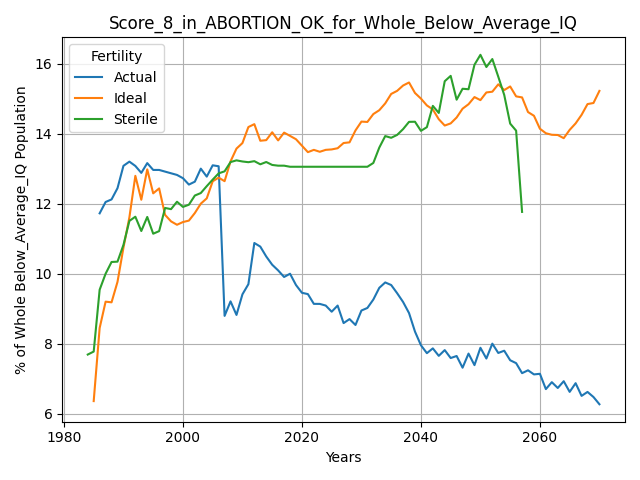 Score_8_in_ABORTION_OK_for_Whole_Below_Average_IQ
Fertility
Actual
Ideal
Sterile
% of Whole Below_Average_IQ Population
16
14
12
10
8
6
1980
2000
2020
2040
2060
Years